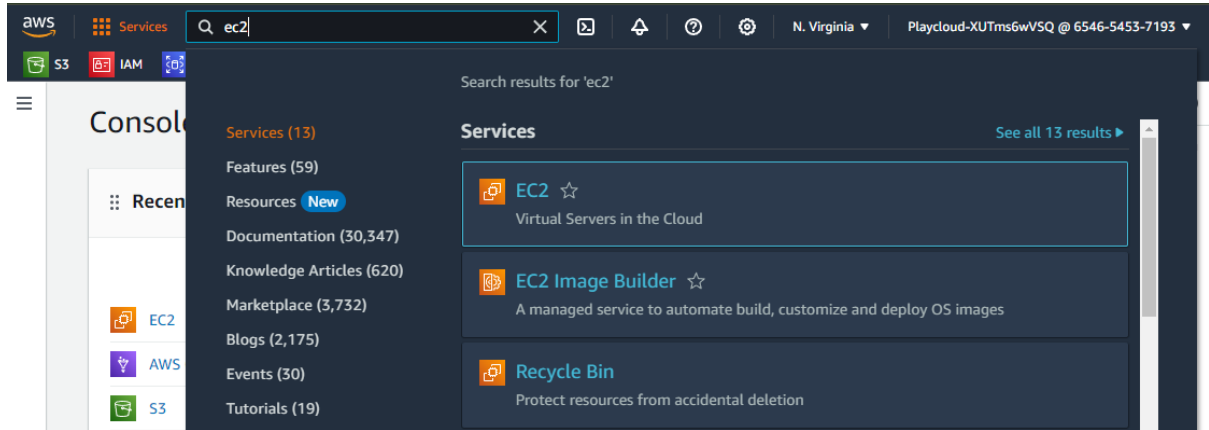 aws
Services
ec2
N. Virginia
Playcloud-XUTms6wVSQ @ 6546-5453-7193
S3
IAM
Search results for 'ec2'
Consol
Recen
EC2
AWS
S3
Services (13)
Features (59)
Resources New
Documentation (30,347)
Knowledge Articles (620)
Marketplace (3,732)
Blogs (2,175)
Events (30)
Tutorials (19)
Services
See all 13 results
EC2
Virtual Servers in the Cloud
EC2 Image Builder
A managed service to automate build, customize and deploy OS images
Recycle Bin
Protect resources from accidental deletion